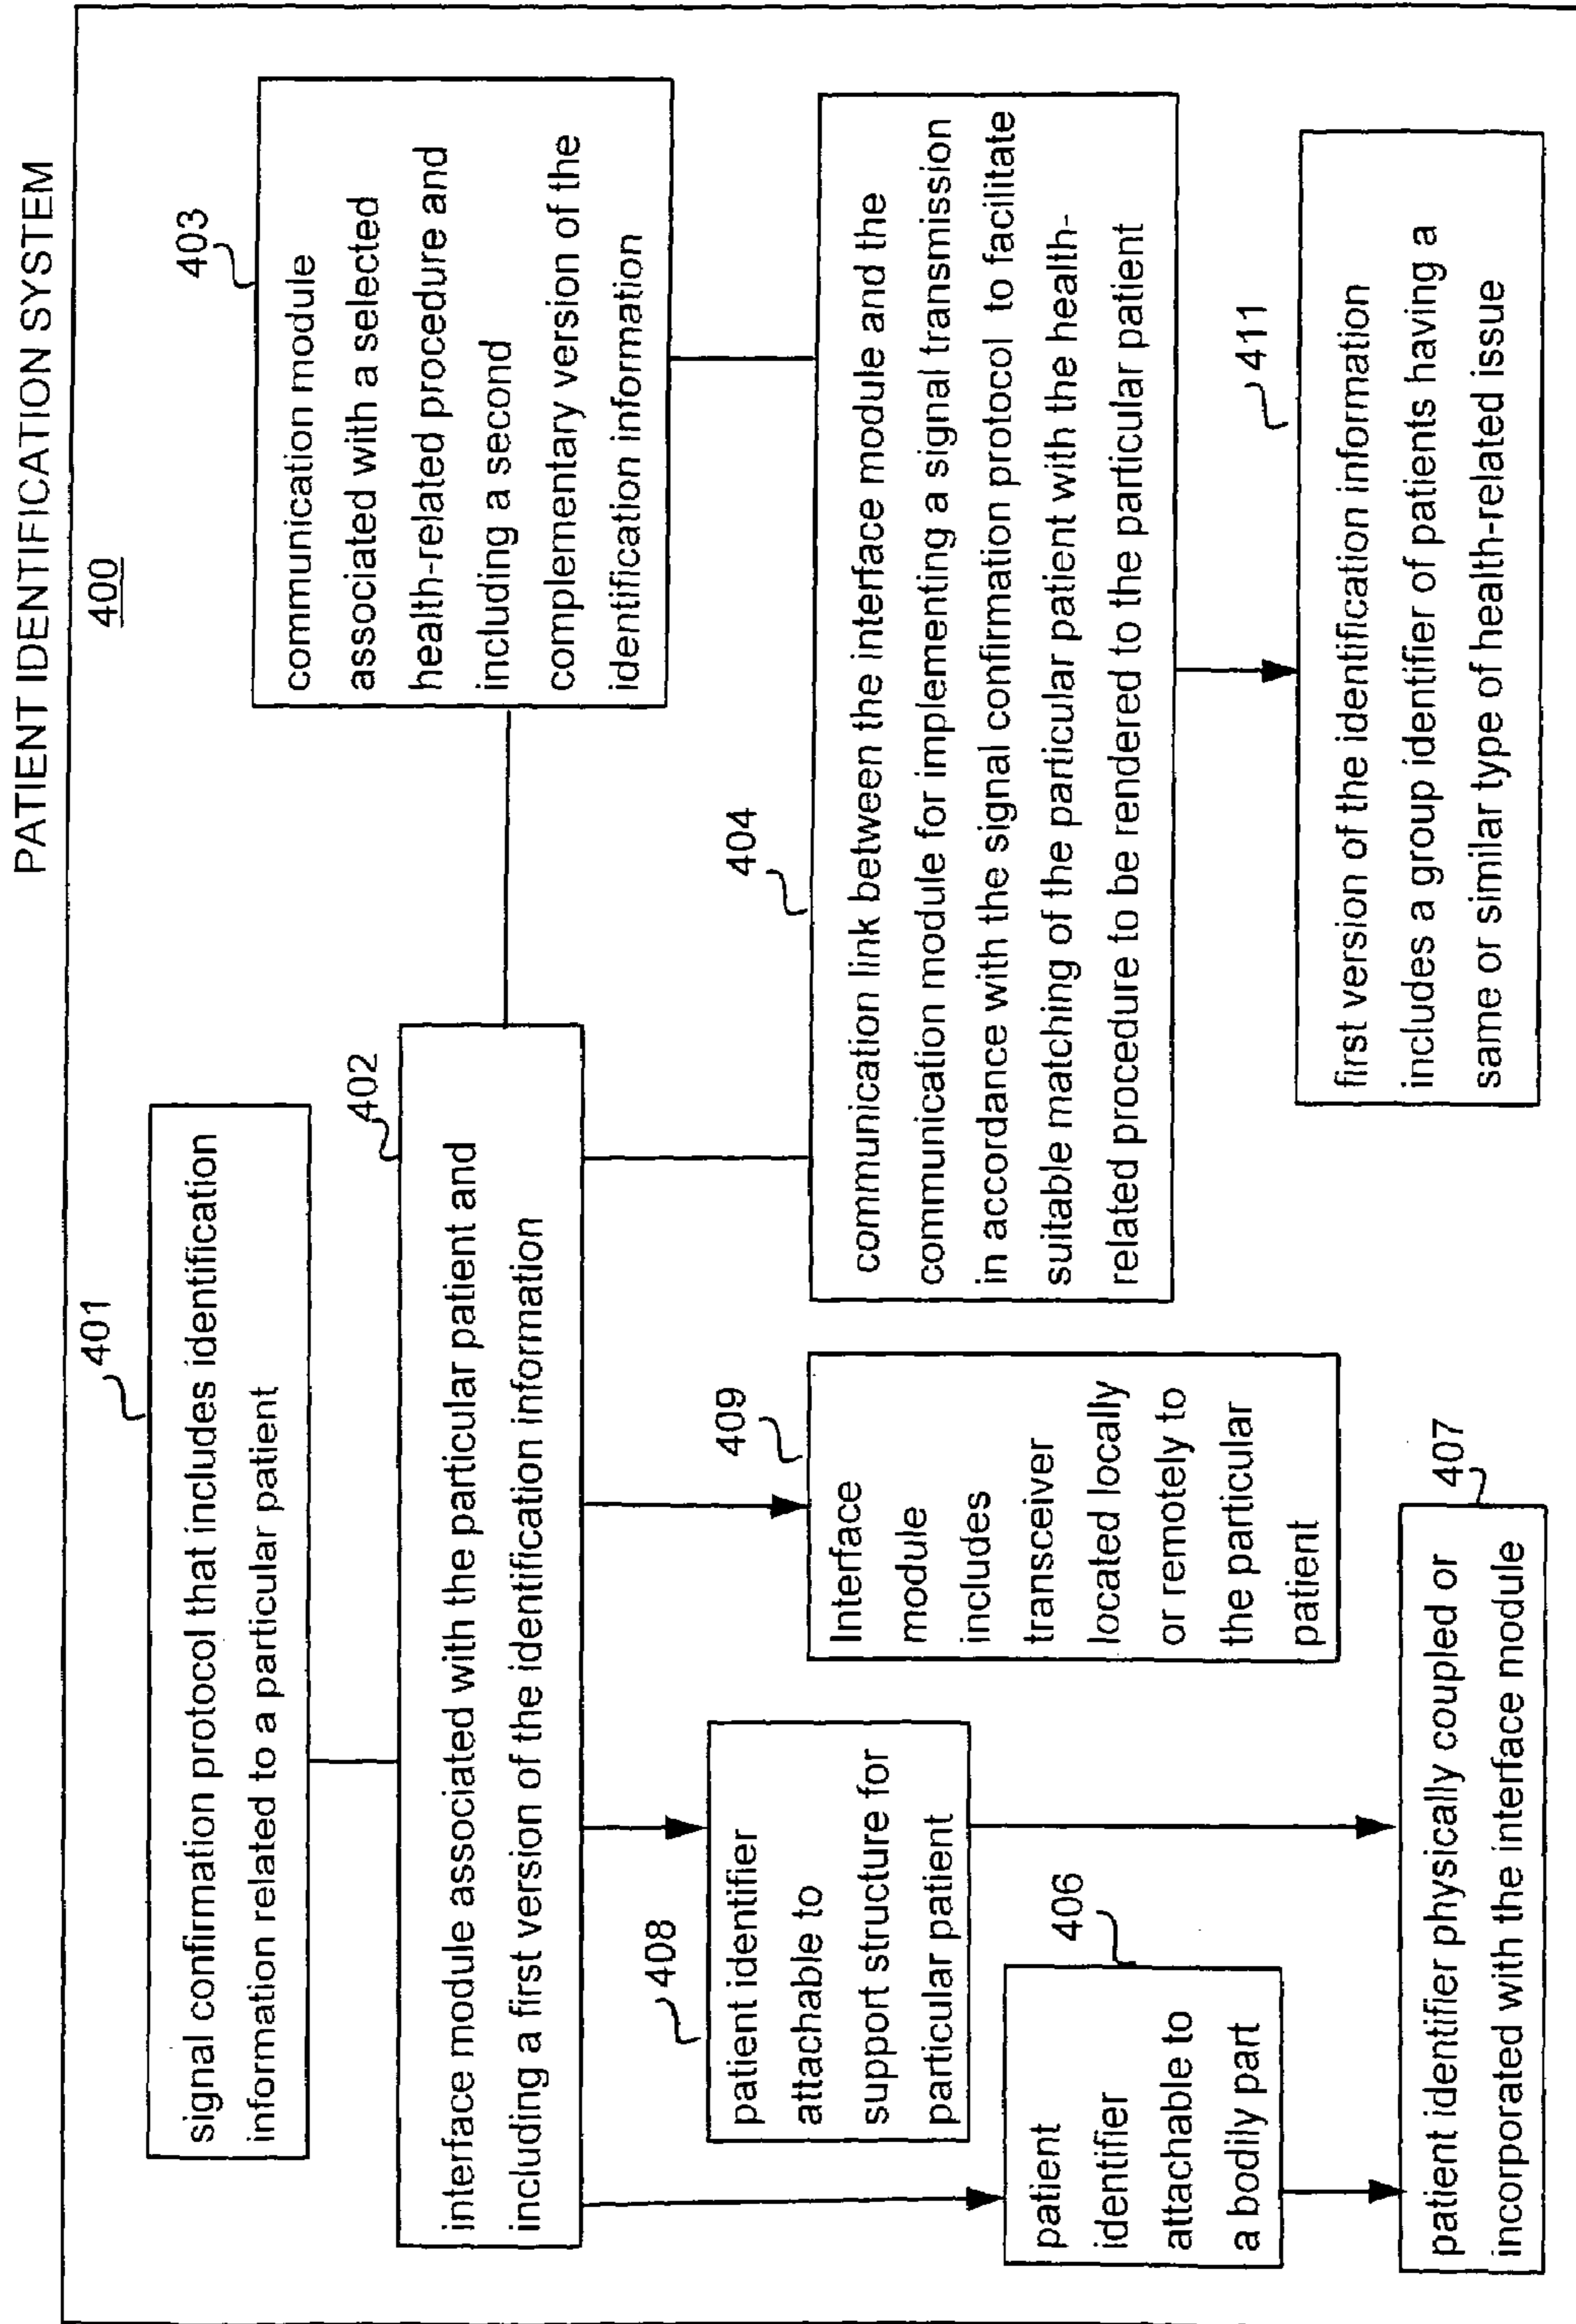 PATIENT IDENTIFICATION SYSTEM
400
401
signal confirmation protocol that includes identification
information related to a particular patient
402
interface module associated with the particular patient and
including a first version of the identification information
403
communication module
associated with a selected
health-related procedure and
including a second
complementary version of the
identification information
404
communication link between the interface module and the
communication module for implementing a signal transmission
in accordance with the signal confirmation protocol to facilitate
suitable matching of the particular patient with the health-
related procedure to be rendered to the particular patient
408
patient identifier
attachable to
support structure for
particular patient
409
Interface
module
includes
transceiver
located locally
or remotely to
the particular
patient
406
patient
identifier
attachable to
a bodily part
407
patient identifier physically coupled or
incorporated with the interface module
411
first version of the identification information
includes a group identifier of patients having a
same or similar type of health-related issue